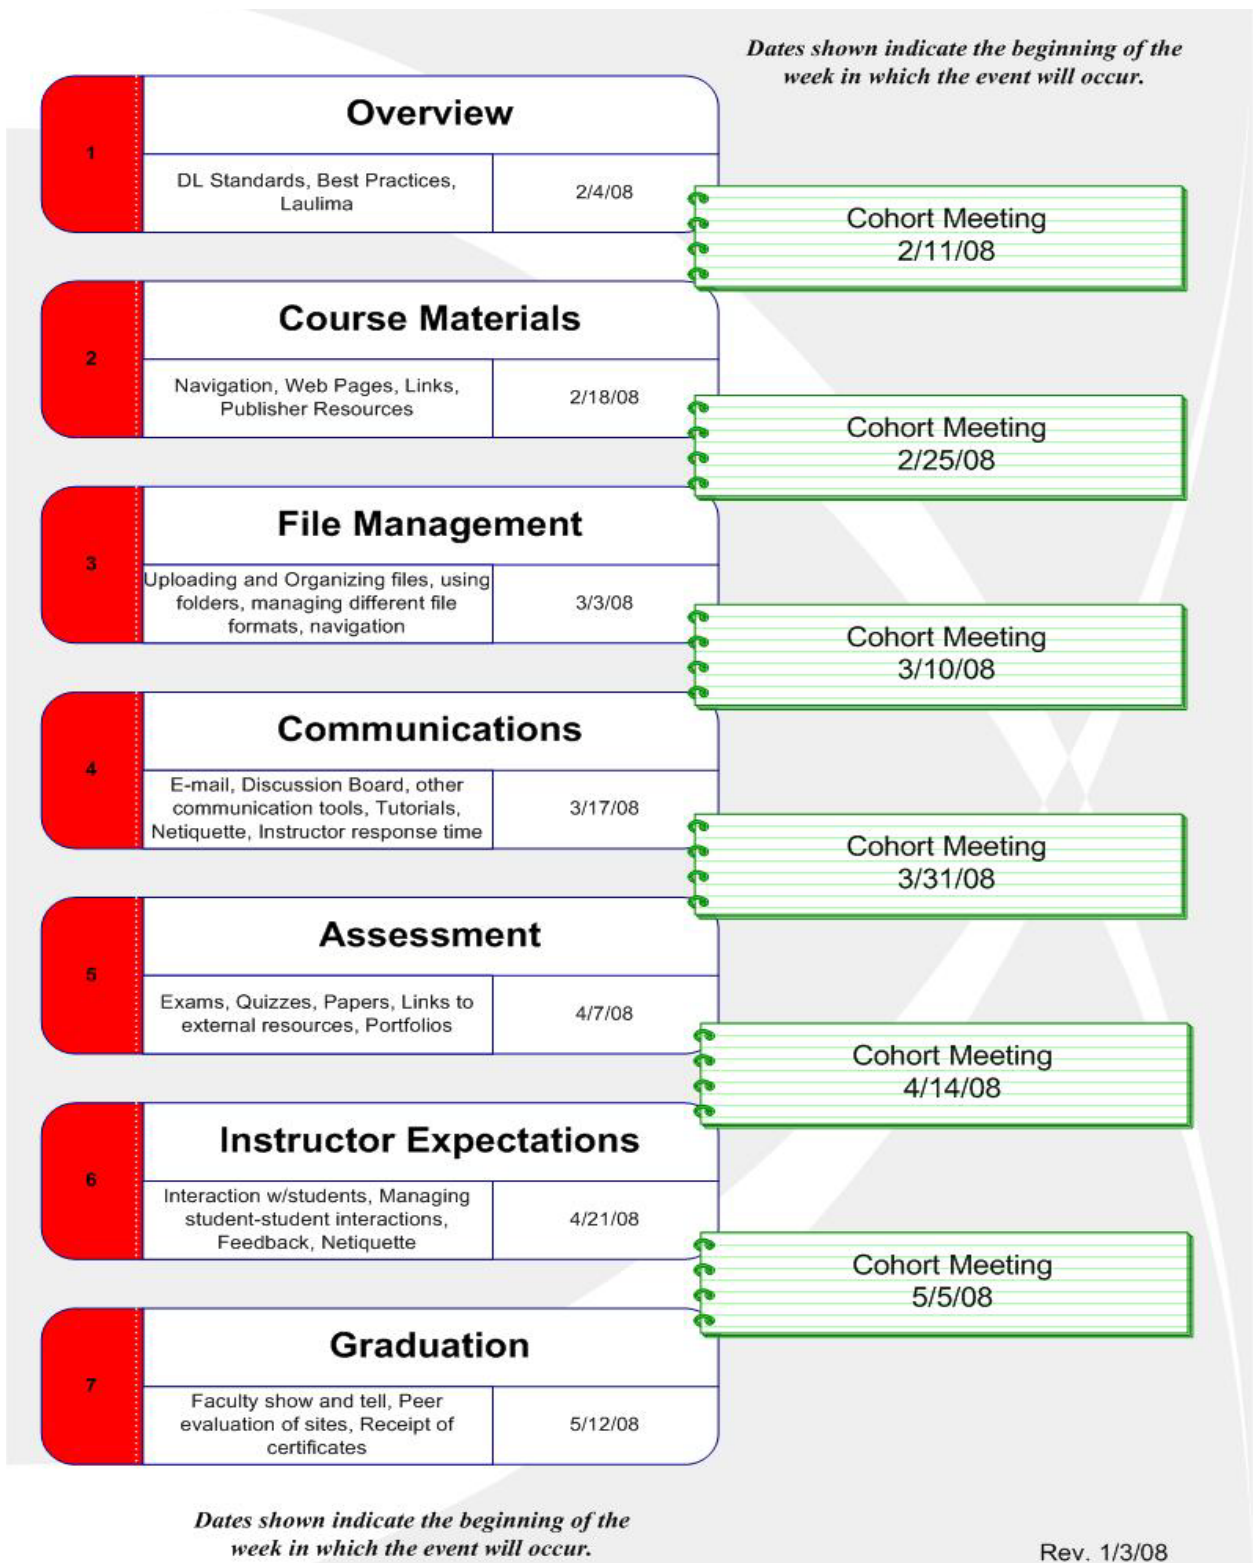 Dates shown indicate the beginning of the
week in which the event will occur.
Overview
1
DL Standards, Best Practices,
Laulima
2/4/08
Cohort Meeting
2/11/08
Course Materials
2
Navigation, Web Pages, Links,
Publisher Resources
2/18/08
Cohort Meeting
2/25/08
File Management
3
Uploading and Organizing files, using
folders, managing different file
formats, navigation
3/3/08
Cohort Meeting
3/10/08
Communications
4
E-mail, Discussion Board, other
communication tools, Tutorials,
Netiquette, Instructor response time
3/17/08
Cohort Meeting
3/31/08
Assessment
5
Exams, Quizzes, Papers, Links to
external resources, Portfolios
4/7/08
Cohort Meeting
4/14/08
Instructor Expectations
6
Interaction w/students, Managing
student-student interactions,
Feedback, Netiquette
4/21/08
Cohort Meeting
5/5/08
Graduation
7
Faculty show and tell, Peer
evaluation of sites, Receipt of
certificates
5/12/08
Dates shown indicate the beginning of the
week in which the event will occur.
Rev. 1/3/08